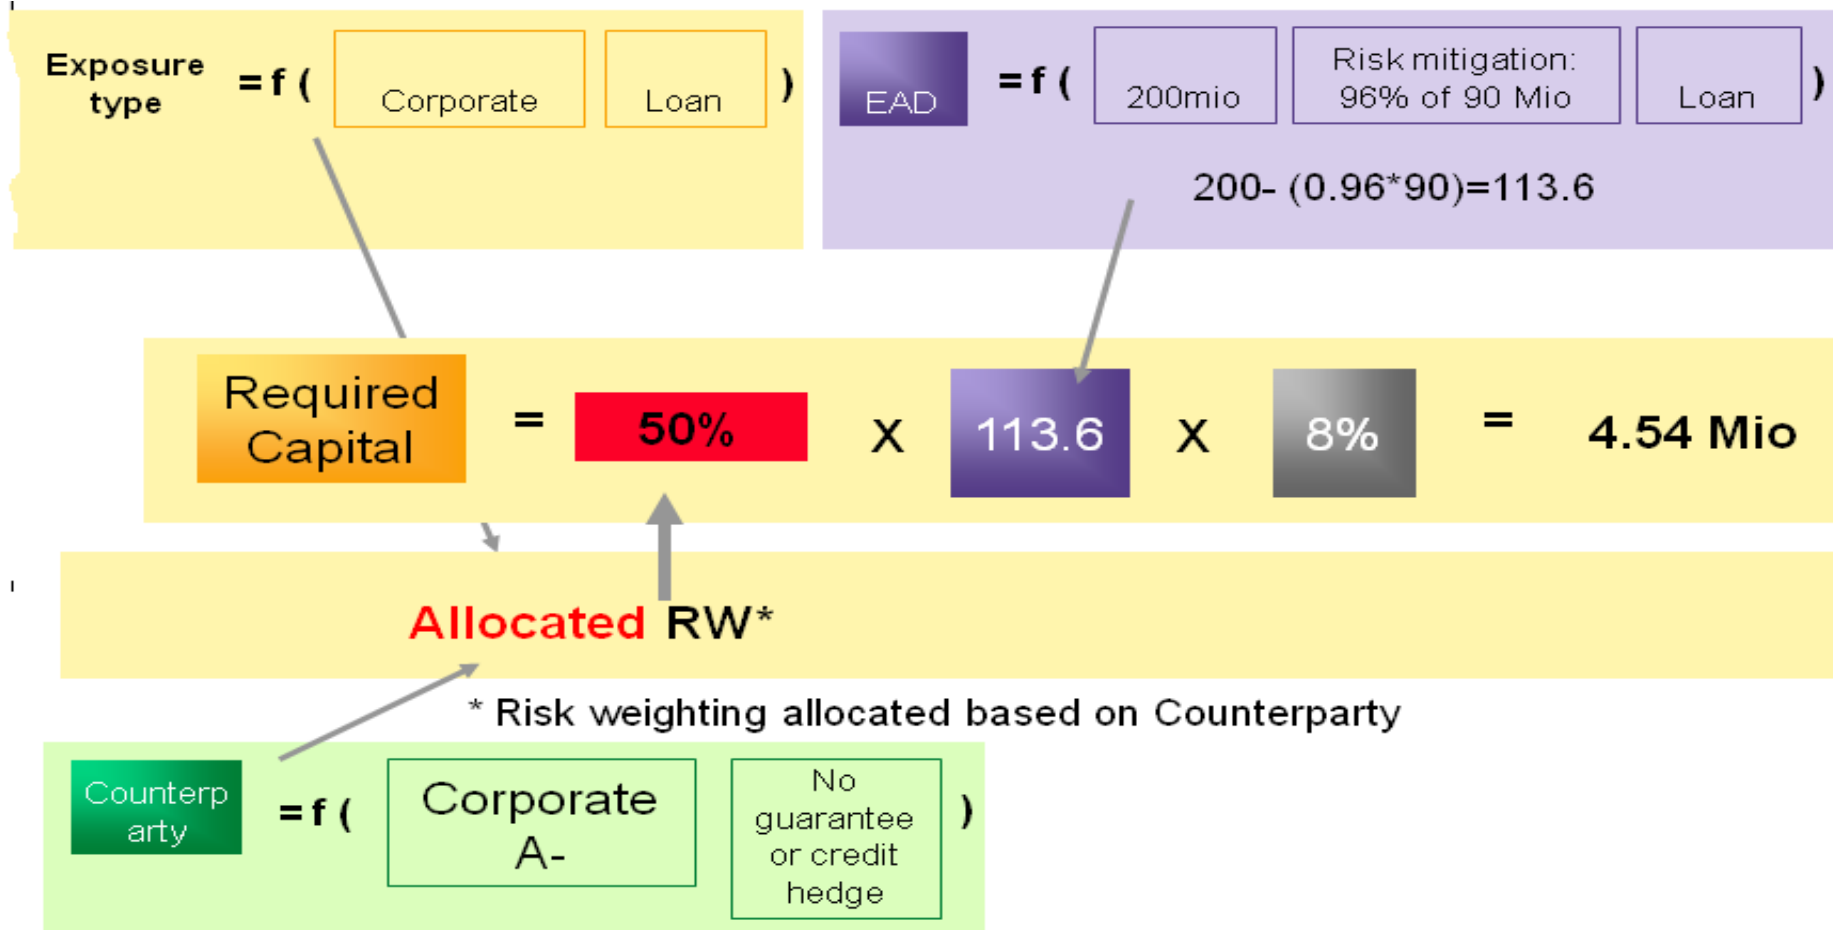 Exposure type = f ( Corporate Loan )
EAD = f ( 200mio Risk mitigation: 96% of 90 Mio Loan )
200- (0.96*90)=113.6
Required Capital = 50% X 113.6 X 8% = 4.54 Mio
Allocated RW*
* Risk weighting allocated based on Counterparty
Counterp
arty
= f (
Corporate
A-
No
guarantee
or credit
hedge
)